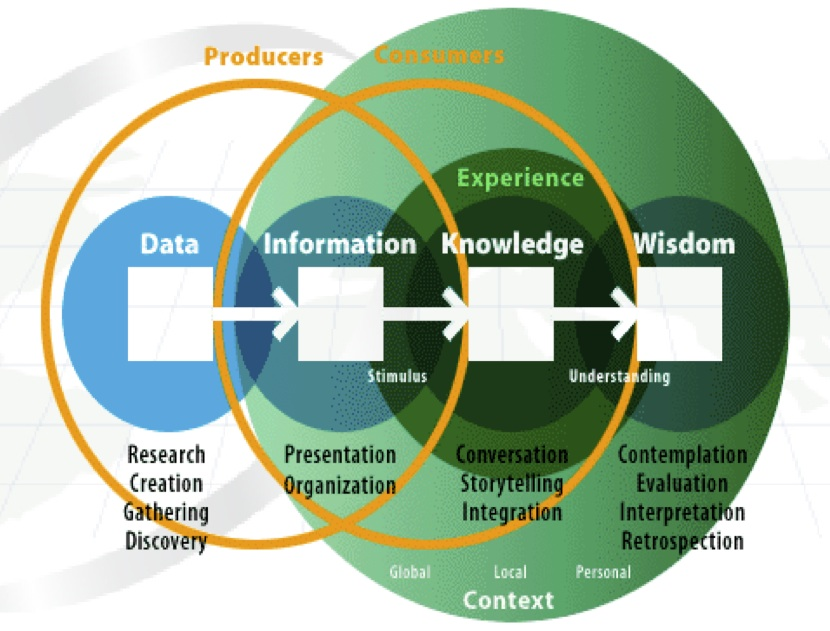 Producers
Consumers
Experience
Data
Information
Knowledge
Wisdom
Stimulus
Understanding
Research
Creation
Gathering
Discovery
Presentation
Organization
Conversation
Storytelling
Integration
Contemplation
Evaluation
Interpretation
Retrospection
Global
Local
Personal
Context